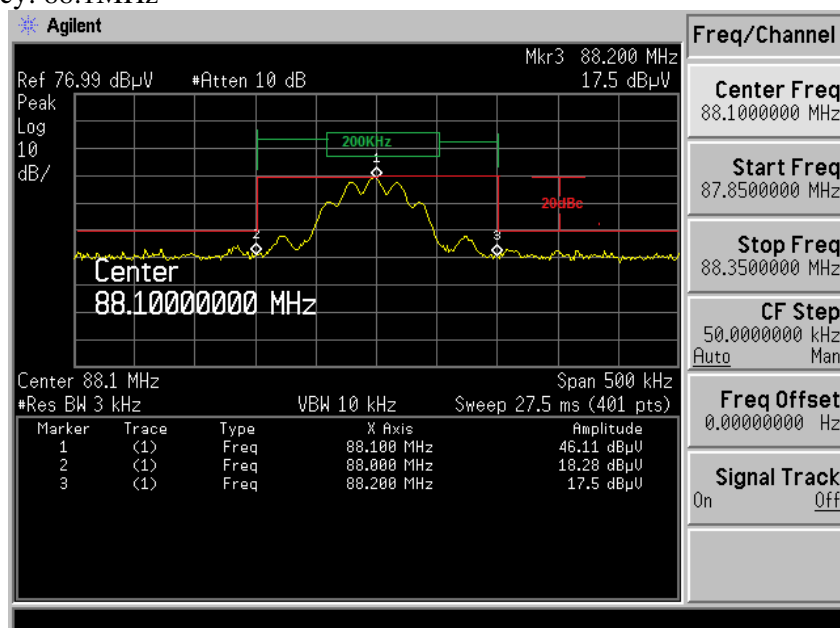 Agilent
Freq/Channel
Mkr3 88.200 MHz
Ref 76.99 dBµV #Atten 10 dB 17.5 dBµV
Peak
Log
10
dB/
200KHz
1
20dBc
2
3
Center
88.10000000 MHz
Center 88.1 MHz Span 500 kHz
#Res BW 3 kHz VBW 10 kHz Sweep 27.5 ms (401 pts)
Marker Trace Type X Axis Amplitude
1 (1) Freq 88.100 MHz 46.11 dBµV
2 (1) Freq 88.000 MHz 18.28 dBµV
3 (1) Freq 88.200 MHz 17.5 dBµV
Center Freq
88.1000000 MHz
Start Freq
87.8500000 MHz
Stop Freq
88.3500000 MHz
CF Step
50.0000000 kHz
Auto Man
Freq Offset
0.00000000 Hz
Signal Track
On Off